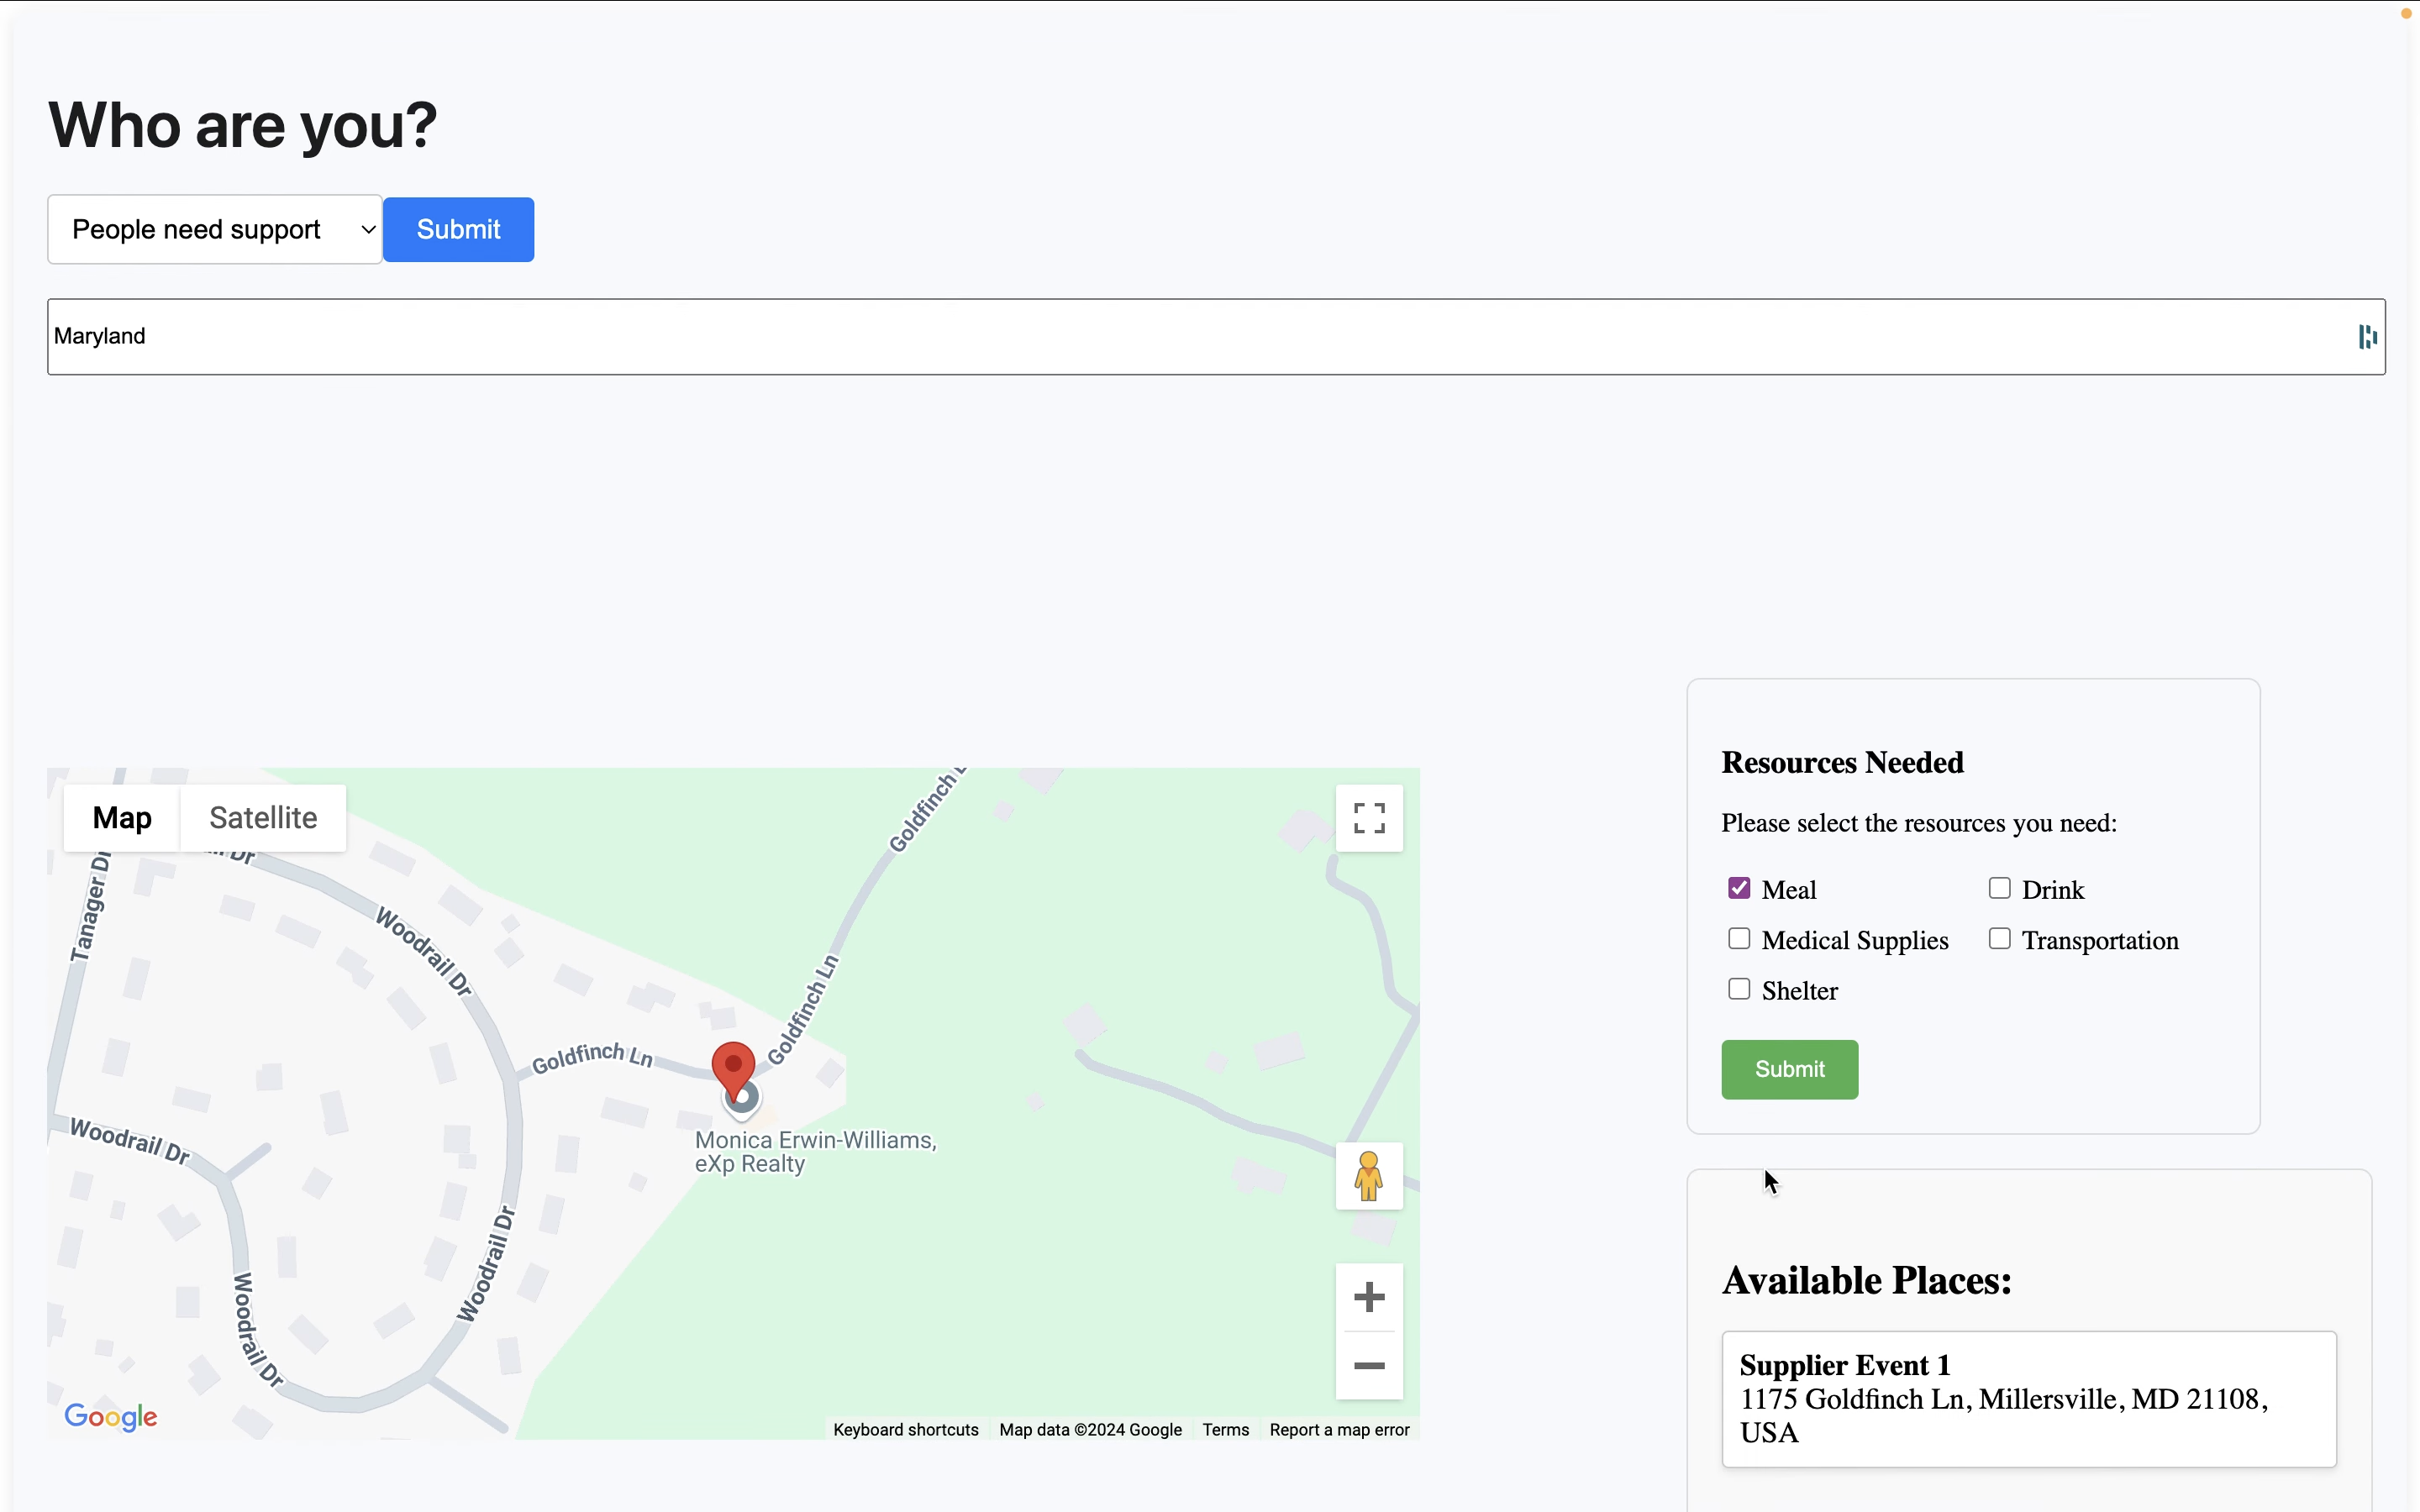 Who are you?
People need support
Submit
Maryland
Resources Needed
Please select the resources you need:
Meal
Drink
Medical Supplies
Transportation
Shelter
Submit
Map
Satellite
Goldfinch
Dr
Tanager Dr
Woodrail Dr
Goldfinch Ln
Goldfinch Ln
Woodrail Dr
Monica Erwin-Williams,
eXp Realty
Woodrail Dr
Woodrail Dr
Google
Keyboard shortcuts
Map data ©2024 Google
Terms
Report a map error
Available Places:
Supplier Event 1
1175 Goldfinch Ln, Millersville, MD 21108,
USA